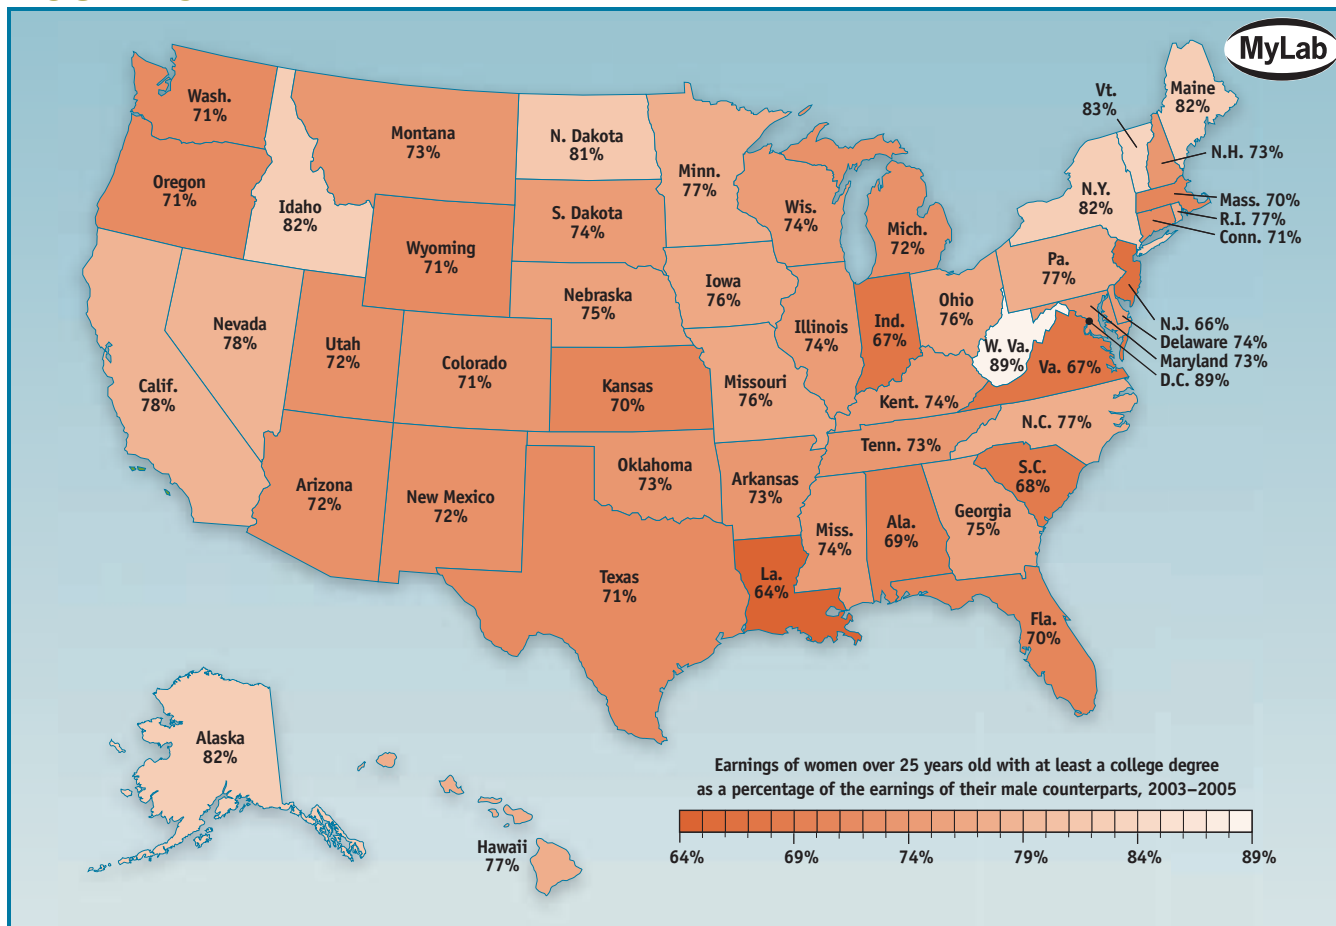 MyLab
Wash.
71%
Oregon
71%
Idaho
82%
Montana
73%
N. Dakota
81%
Minn.
77%
Wis.
74%
Mich.
72%
Vt.
83%
Maine
82%
N.H. 73%
N.Y.
82%
Mass. 70%
R.I. 77%
Conn. 71%
S. Dakota
74%
Wyoming
71%
Nebraska
75%
Iowa
76%
Illinois
74%
Ind.
67%
Ohio
76%
Pa.
77%
N.J. 66%
Delaware 74%
Maryland 73%
D.C. 89%
W. Va.
89%
Va. 67%
Calif.
78%
Nevada
78%
Utah
72%
Colorado
71%
Kansas
70%
Missouri
76%
Kent. 74%
Tenn. 73%
N.C. 77%
S.C.
68%
Arizona
72%
New Mexico
72%
Oklahoma
73%
Arkansas
73%
Miss.
74%
Ala.
69%
Georgia
75%
Texas
71%
La.
64%
Fla.
70%
Alaska
82%
Hawaii
77%
Earnings of women over 25 years old with at least a college degree
as a percentage of the earnings of their male counterparts, 2003–2005
64% 69% 74% 79% 84% 89%